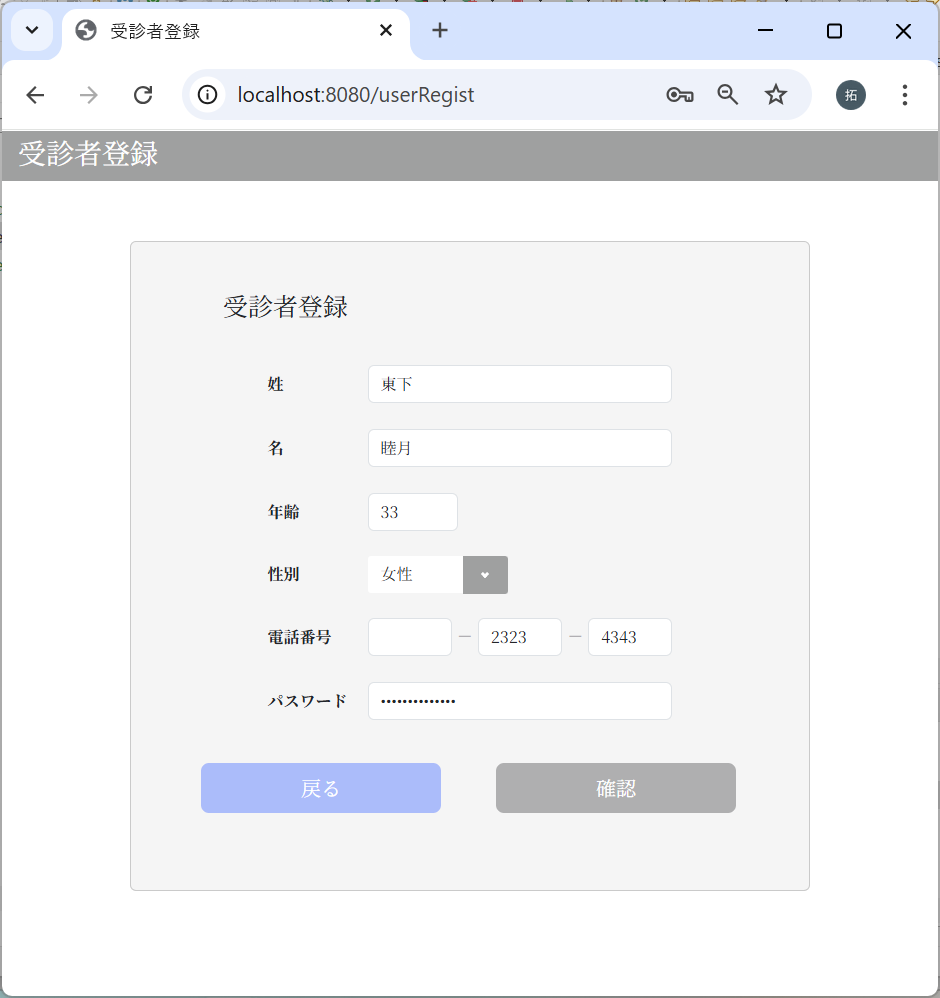 受診者登録
localhost:8080/userRegist
拓
受診者登録
受診者登録
姓 東下
名 睦月
年齢 33
性別 女性
電話番号 － 2323 － 4343
パスワード ••••••••••••••
戻る 確認